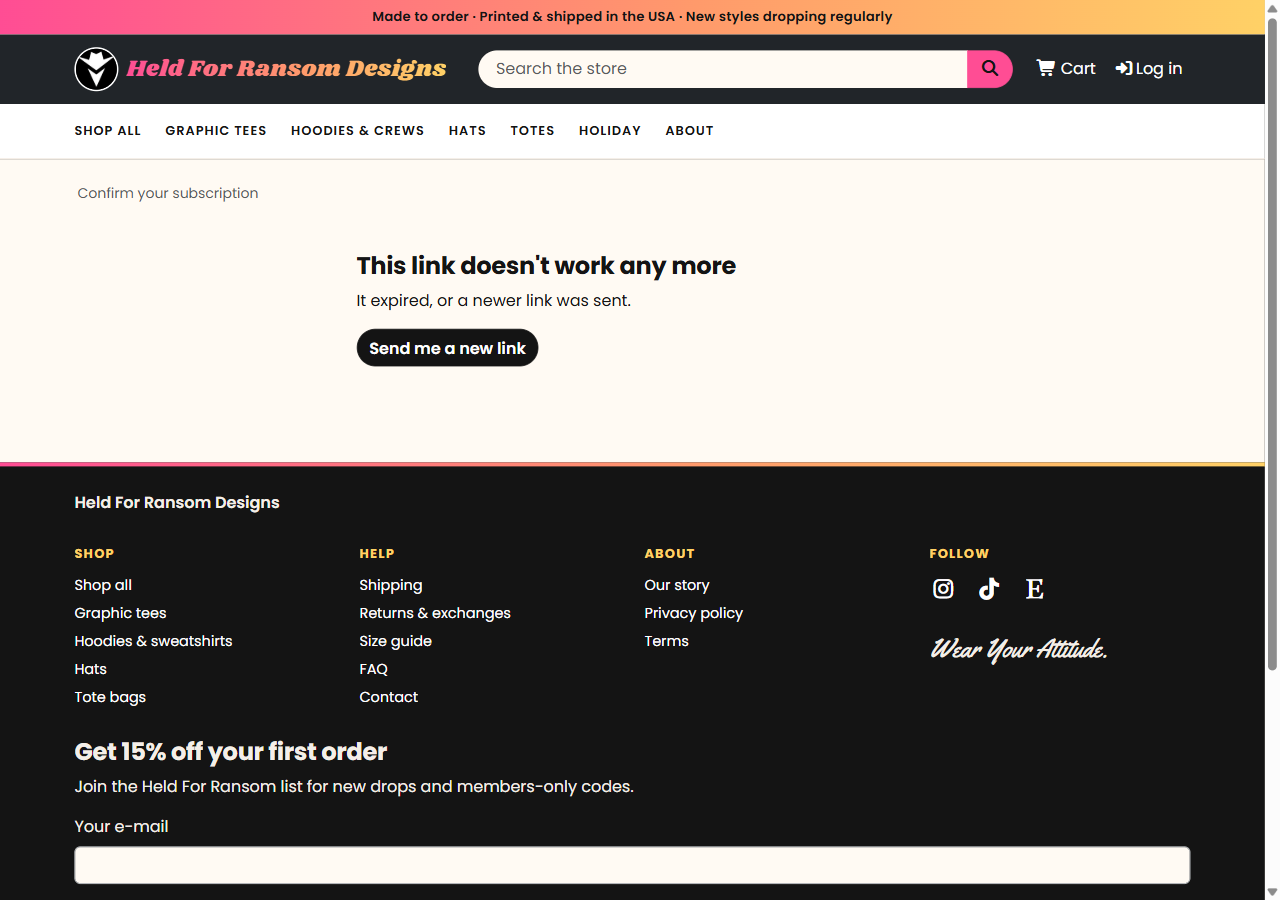 Made to order · Printed & shipped in the USA · New styles dropping regularly
Held For Ransom Designs
Search the store
Cart
Log in
SHOP ALL
GRAPHIC TEES
HOODIES & CREWS
HATS
TOTES
HOLIDAY
ABOUT
Confirm your subscription
This link doesn't work any more
It expired, or a newer link was sent.
Send me a new link
Held For Ransom Designs
SHOP
Shop all
Graphic tees
Hoodies & sweatshirts
Hats
Tote bags
HELP
Shipping
Returns & exchanges
Size guide
FAQ
Contact
ABOUT
Our story
Privacy policy
Terms
FOLLOW
E
Wear Your Attitude.
Get 15% off your first order
Join the Held For Ransom list for new drops and members-only codes.
Your e-mail